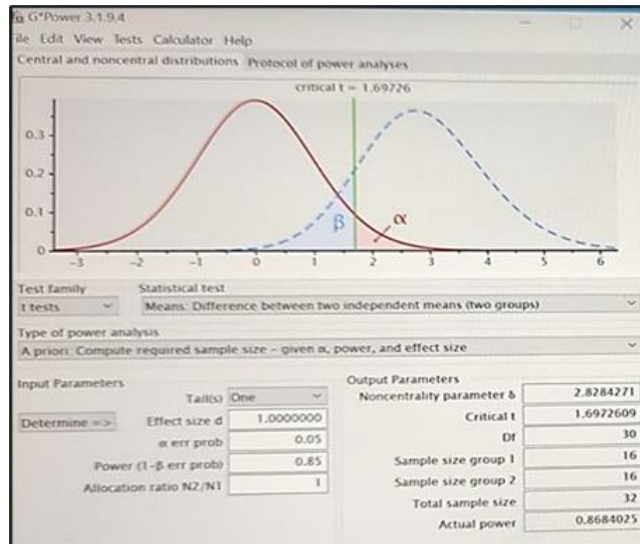 G*Power 3.1.9.4
File Edit View Tests Calculator Help
Central and noncentral distributions Protocol of power analyses
critical t = 1.69726
0.3
0.2
0.1
0
β
α
-3 -2 -1 0 1 2 3 4 5 6
Test family Statistical test
t tests Means: Difference between two independent means (two groups)
Type of power analysis
A priori: Compute required sample size – given α, power, and effect size
Input Parameters
Tail(s) One
Determine => Effect size d 1.0000000
α err prob 0.05
Power (1-β err prob) 0.85
Allocation ratio N2/N1 1
Output Parameters
Noncentrality parameter δ 2.8284271
Critical t 1.6972609
Df 30
Sample size group 1 16
Sample size group 2 16
Total sample size 32
Actual power 0.8684025